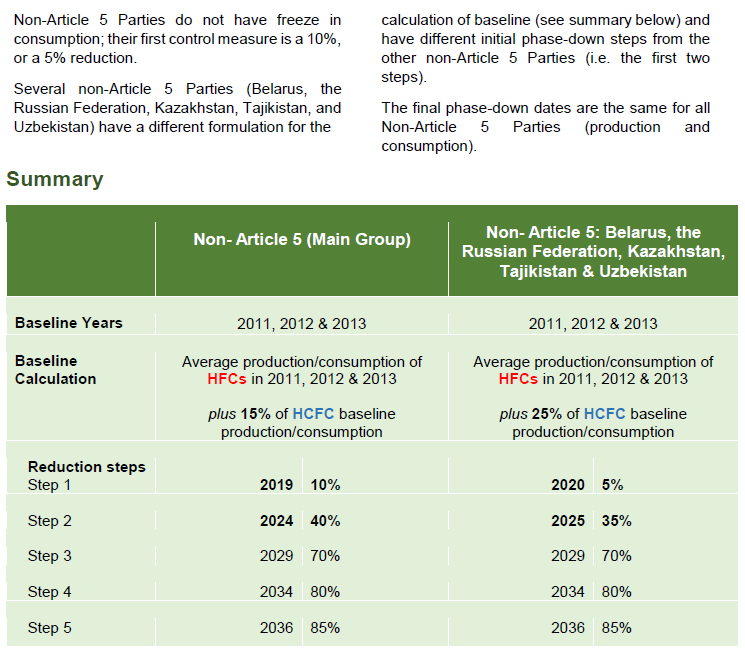 Non-Article 5 Parties do not have freeze in
consumption; their first control measure is a 10%,
or a 5% reduction.
Several non-Article 5 Parties (Belarus, the
Russian Federation, Kazakhstan, Tajikistan, and
Uzbekistan) have a different formulation for the
calculation of baseline (see summary below) and
have different initial phase-down steps from the
other non-Article 5 Parties (i.e. the first two
steps).
The final phase-down dates are the same for all
Non-Article 5 Parties (production and
consumption).
Summary
Non- Article 5 (Main Group)
Non- Article 5: Belarus, the
Russian Federation, Kazakhstan,
Tajikistan & Uzbekistan
Baseline Years 2011, 2012 & 2013 2011, 2012 & 2013
Baseline
Calculation
Average production/consumption of
HFCs in 2011, 2012 & 2013
plus 15% of HCFC baseline
production/consumption
Average production/consumption of
HFCs in 2011, 2012 & 2013
plus 25% of HCFC baseline
production/consumption
Reduction steps
Step 1 2019 10% 2020 5%
Step 2 2024 40% 2025 35%
Step 3 2029 70% 2029 70%
Step 4 2034 80% 2034 80%
Step 5 2036 85% 2036 85%